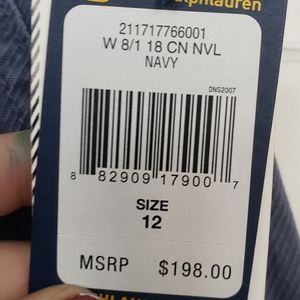 ralphlauren
211717766001
W 8/1 18 CN NVL
NAVY
DNS2007
8 82909 17900 7
SIZE
12
MSRP $198.00